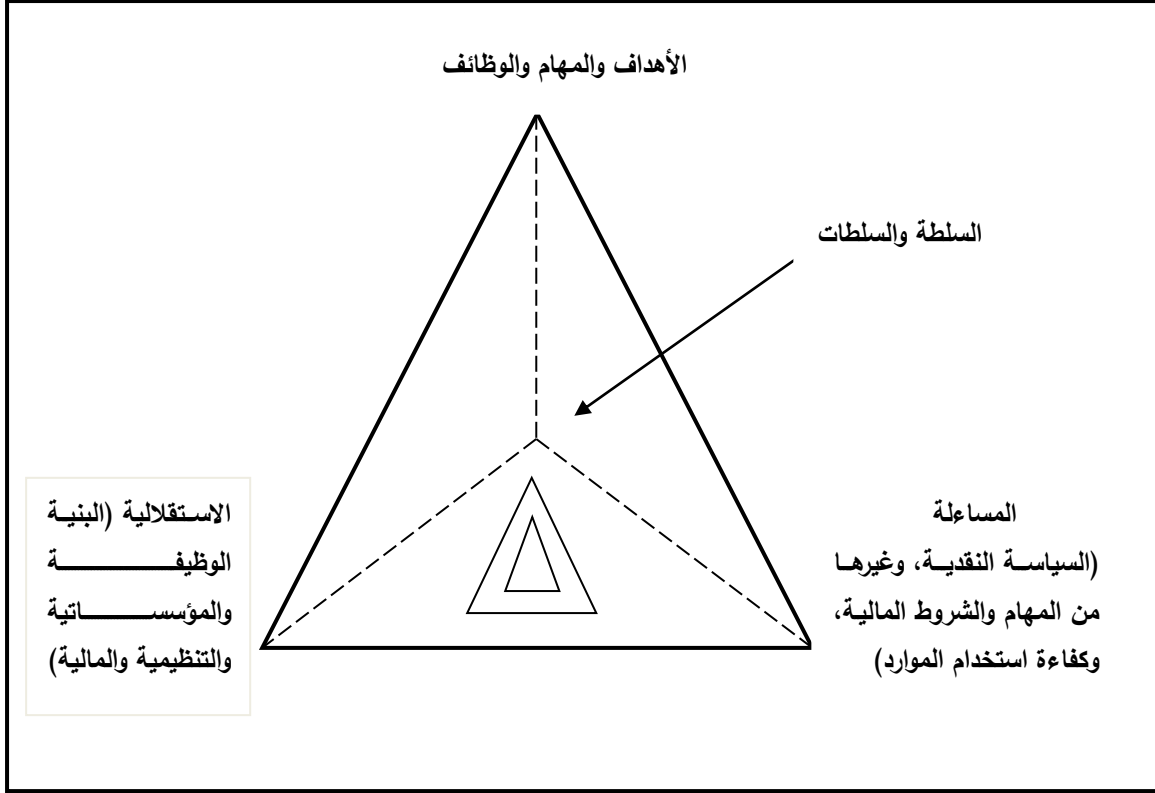 الأهداف والمهام والوظائف
السلطة والسلطات
المساءلة
(السياسة النقدية، وغيرها
من المهام والشروط المالية،
وكفاءة استخدام الموارد)
الاستقلالية (البنية
الوظيفة
والمؤسساتية
والتنظيمية والمالية)